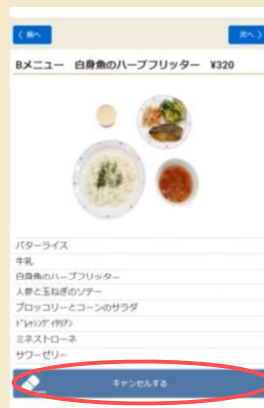 前へ
次へ
Bメニュー 白身魚のハーブフリッター ¥320
バターライス
牛乳
白身魚のハーブフリッター
人参と玉ねぎのソテー
ブロッコリーとコーンのサラダ
ﾄﾞﾚｯｼﾝｸﾞｲﾀﾘｱﾝ
ミネストローネ
サワーゼリー
キャンセルする